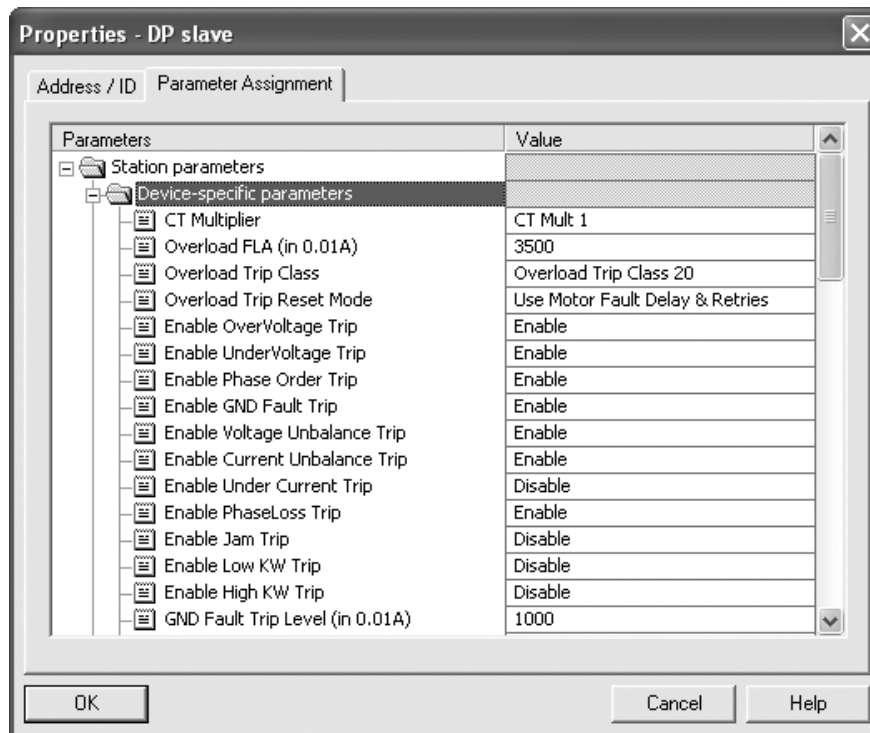 Properties - DP slave
Address / ID Parameter Assignment
Parameters Value
Station parameters
Device-specific parameters
CT Multiplier CT Mult 1
Overload FLA (in 0.01A) 3500
Overload Trip Class Overload Trip Class 20
Overload Trip Reset Mode Use Motor Fault Delay & Retries
Enable OverVoltage Trip Enable
Enable UnderVoltage Trip Enable
Enable Phase Order Trip Enable
Enable GND Fault Trip Enable
Enable Voltage Unbalance Trip Enable
Enable Current Unbalance Trip Enable
Enable Under Current Trip Disable
Enable PhaseLoss Trip Enable
Enable Jam Trip Disable
Enable Low KW Trip Disable
Enable High KW Trip Disable
GND Fault Trip Level (in 0.01A) 1000
OK Cancel Help